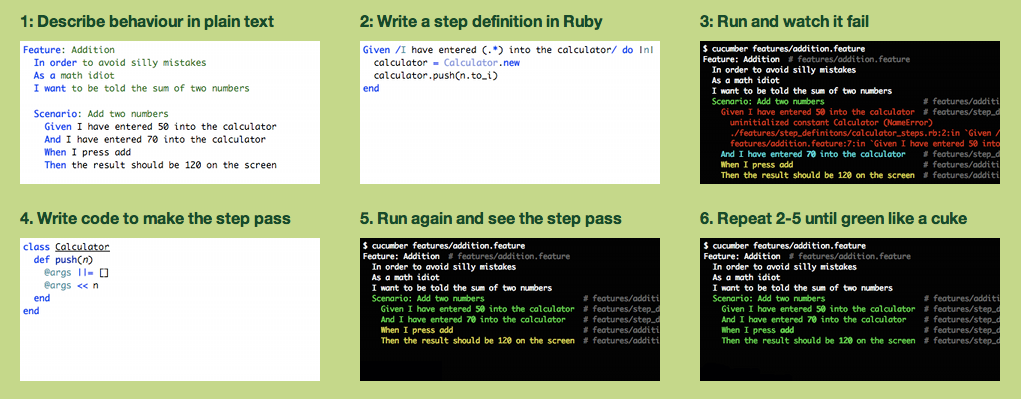 1: Describe behaviour in plain text
Feature: Addition
In order to avoid silly mistakes
As a math idiot
I want to be told the sum of two numbers
Scenario: Add two numbers
Given I have entered 50 into the calculator
And I have entered 70 into the calculator
When I press add
Then the result should be 120 on the screen
2: Write a step definition in Ruby
Given /I have entered (.*) into the calculator/ do |n|
calculator = Calculator.new
calculator.push(n.to_i)
end
3: Run and watch it fail
$ cucumber features/addition.feature
Feature: Addition # features/addition.feature
In order to avoid silly mistakes
As a math idiot
I want to be told the sum of two numbers
Scenario: Add two numbers # features/additi
Given I have entered 50 into the calculator # features/step_d
uninitialized constant Calculator (NameError)
./features/step_definitons/calculator_steps.rb:2:in `Given /
features/addition.feature:7:in `Given I have entered 50 into
And I have entered 70 into the calculator # features/step_d
When I press add # features/additi
Then the result should be 120 on the screen # features/additi
4. Write code to make the step pass
class Calculator
def push(n)
@args ||= []
@args << n
end
end
5. Run again and see the step pass
$ cucumber features/addition.feature
Feature: Addition # features/addition.feature
In order to avoid silly mistakes
As a math idiot
I want to be told the sum of two numbers
Scenario: Add two numbers # features/additi
Given I have entered 50 into the calculator # features/step_d
And I have entered 70 into the calculator # features/step_d
When I press add # features/additi
Then the result should be 120 on the screen # features/additi
6. Repeat 2-5 until green like a cuke
$ cucumber features/addition.feature
Feature: Addition # features/addition.feature
In order to avoid silly mistakes
As a math idiot
I want to be told the sum of two numbers
Scenario: Add two numbers # features/additi
Given I have entered 50 into the calculator # features/step_d
And I have entered 70 into the calculator # features/step_d
When I press add # features/step_d
Then the result should be 120 on the screen # features/step_d